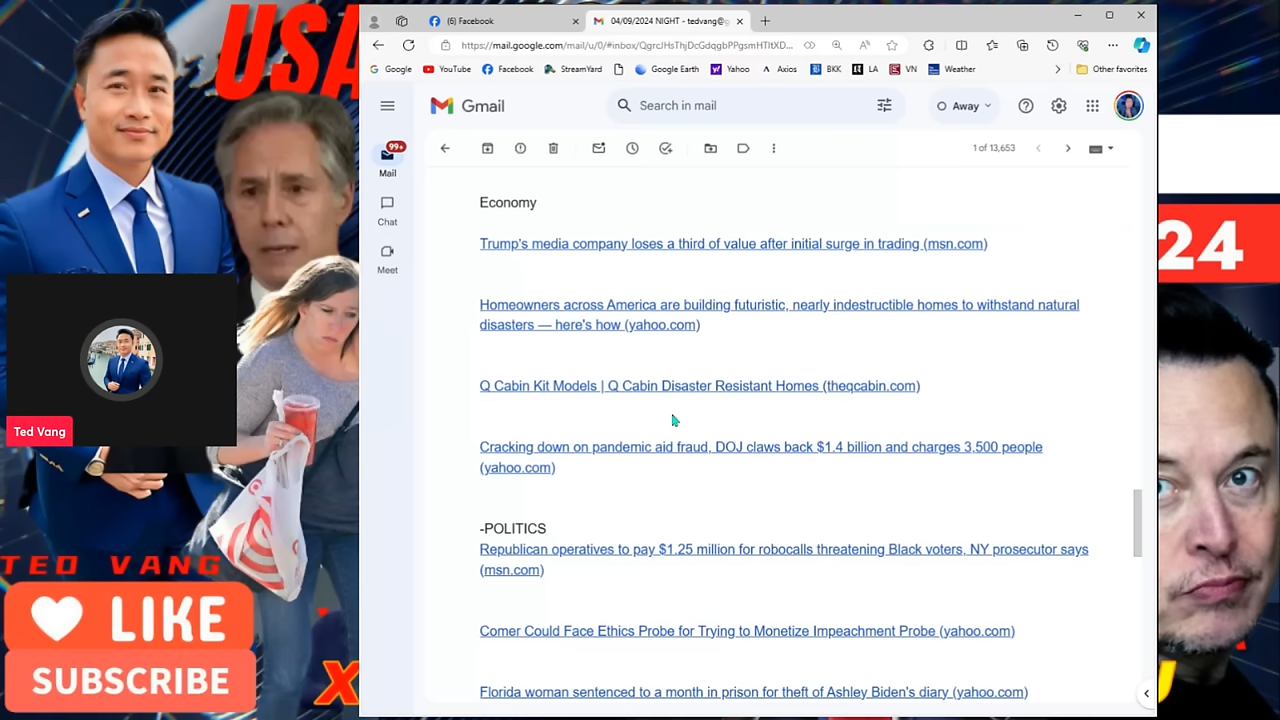 USA
(6) Facebook
04/09/2024 NIGHT - tedvang@g
https://mail.google.com/mail/u/0/#inbox/QgrcJHsThjDcGdqgbPPgsmHTltXD...
Google
YouTube
Facebook
StreamYard
Google Earth
Yahoo
Axios
BKK
LA
VN
Weather
Other favorites
Gmail
Search in mail
Away
99+
Mail
Chat
Meet
1 of 13,653
Economy
Trump's media company loses a third of value after initial surge in trading (msn.com)
Homeowners across America are building futuristic, nearly indestructible homes to withstand natural
disasters — here's how (yahoo.com)
Q Cabin Kit Models | Q Cabin Disaster Resistant Homes (theqcabin.com)
Cracking down on pandemic aid fraud, DOJ claws back $1.4 billion and charges 3,500 people
(yahoo.com)
-POLITICS
Republican operatives to pay $1.25 million for robocalls threatening Black voters, NY prosecutor says
(msn.com)
Comer Could Face Ethics Probe for Trying to Monetize Impeachment Probe (yahoo.com)
Florida woman sentenced to a month in prison for theft of Ashley Biden's diary (yahoo.com)
Ted Vang
TED VANG
LIKE
SUBSCRIBE
X
24